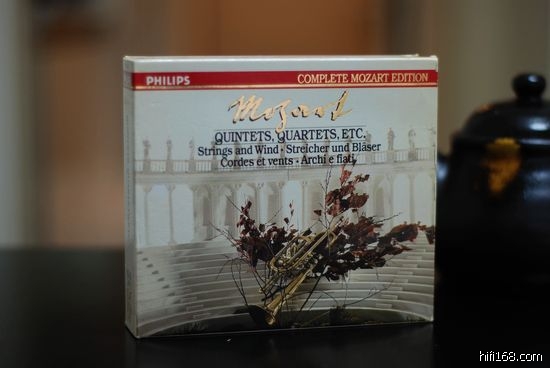 PHILIPS
COMPLETE MOZART EDITION
Mozart
QUINTETS, QUARTETS, ETC.
Strings and Wind · Streicher und Bläser
Cordes et vents · Archi e fiati
hifi168.com